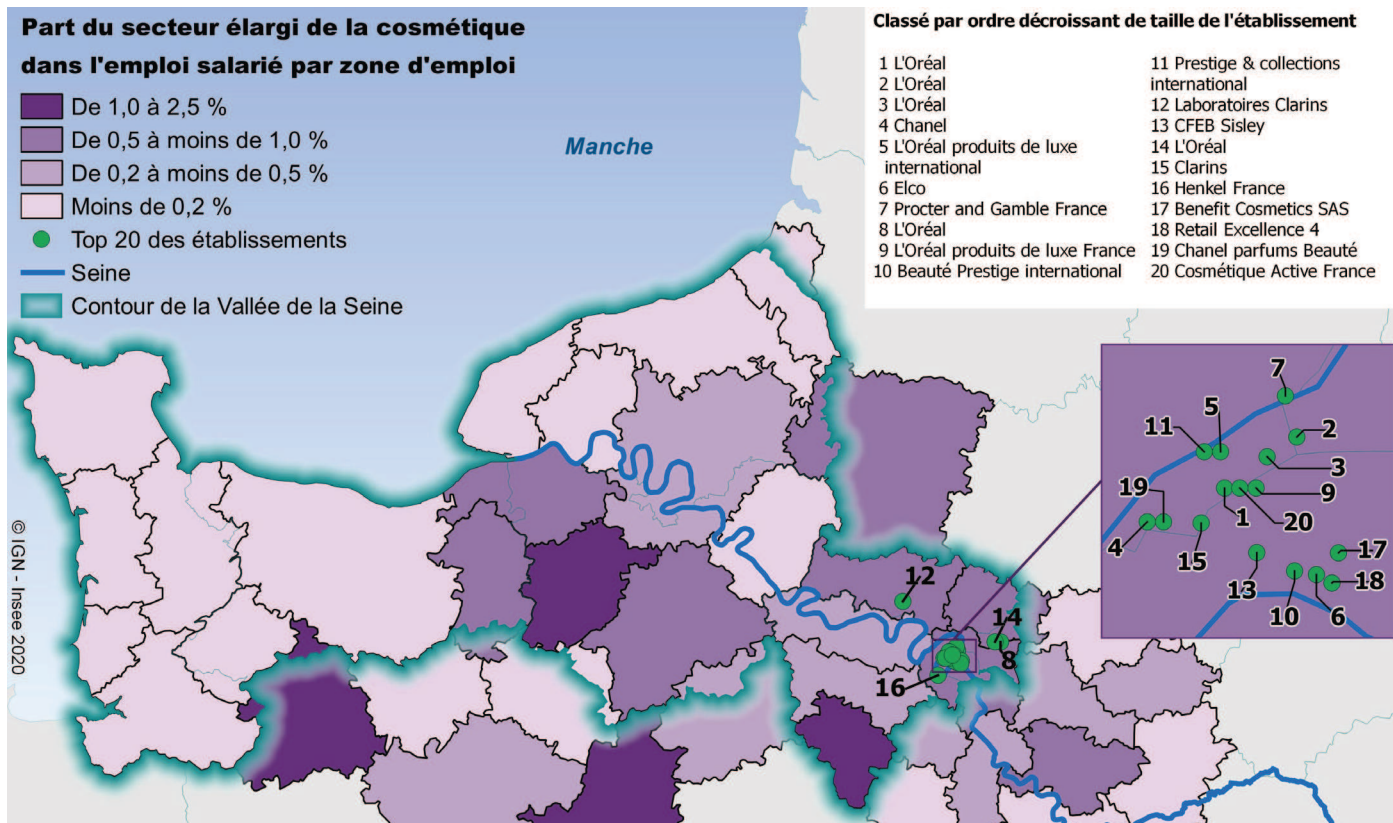 Part du secteur élargi de la cosmétique
dans l'emploi salarié par zone d'emploi
De 1,0 à 2,5 %
De 0,5 à moins de 1,0 %
De 0,2 à moins de 0,5 %
Moins de 0,2 %
Top 20 des établissements
Seine
Contour de la Vallée de la Seine
Manche
Classé par ordre décroissant de taille de l'établissement
1 L'Oréal
2 L'Oréal
3 L'Oréal
4 Chanel
5 L'Oréal produits de luxe
international
6 Elco
7 Procter and Gamble France
8 L'Oréal
9 L'Oréal produits de luxe France
10 Beauté Prestige international
11 Prestige & collections
international
12 Laboratoires Clarins
13 CFEB Sisley
14 L'Oréal
15 Clarins
16 Henkel France
17 Benefit Cosmetics SAS
18 Retail Excellence 4
19 Chanel parfums Beauté
20 Cosmétique Active France
7
5
11
2
3
19
9
1
20
4
15
17
13
18
10
6
12
14
8
16
© IGN - Insee 2020